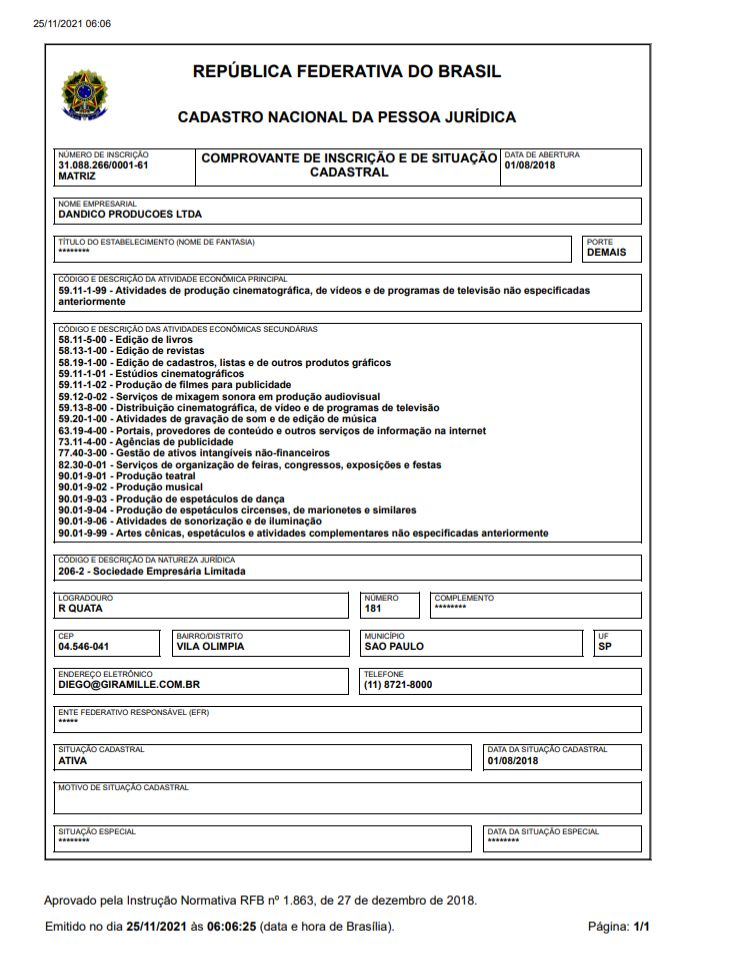 25/11/2021 06:06
REPÚBLICA FEDERATIVA DO BRASIL
CADASTRO NACIONAL DA PESSOA JURÍDICA
NÚMERO DE INSCRIÇÃO
31.088.266/0001-61
MATRIZ
COMPROVANTE DE INSCRIÇÃO E DE SITUAÇÃO
CADASTRAL
DATA DE ABERTURA
01/08/2018
NOME EMPRESARIAL
DANDICO PRODUCOES LTDA
TÍTULO DO ESTABELECIMENTO (NOME DE FANTASIA)
********
PORTE
DEMAIS
CÓDIGO E DESCRIÇÃO DA ATIVIDADE ECONÔMICA PRINCIPAL
59.11-1-99 - Atividades de produção cinematográfica, de vídeos e de programas de televisão não especificadas
anteriormente
CÓDIGO E DESCRIÇÃO DAS ATIVIDADES ECONÔMICAS SECUNDÁRIAS
58.11-5-00 - Edição de livros
58.13-1-00 - Edição de revistas
58.19-1-00 - Edição de cadastros, listas e de outros produtos gráficos
59.11-1-01 - Estúdios cinematográficos
59.11-1-02 - Produção de filmes para publicidade
59.12-0-02 - Serviços de mixagem sonora em produção audiovisual
59.13-8-00 - Distribuição cinematográfica, de vídeo e de programas de televisão
59.20-1-00 - Atividades de gravação de som e de edição de música
63.19-4-00 - Portais, provedores de conteúdo e outros serviços de informação na internet
73.11-4-00 - Agências de publicidade
77.40-3-00 - Gestão de ativos intangíveis não-financeiros
82.30-0-01 - Serviços de organização de feiras, congressos, exposições e festas
90.01-9-01 - Produção teatral
90.01-9-02 - Produção musical
90.01-9-03 - Produção de espetáculos de dança
90.01-9-04 - Produção de espetáculos circenses, de marionetes e similares
90.01-9-06 - Atividades de sonorização e de iluminação
90.01-9-99 - Artes cênicas, espetáculos e atividades complementares não especificadas anteriormente
CÓDIGO E DESCRIÇÃO DA NATUREZA JURÍDICA
206-2 - Sociedade Empresária Limitada
LOGRADOURO
R QUATA
NÚMERO
181
COMPLEMENTO
********
CEP
04.546-041
BAIRRO/DISTRITO
VILA OLIMPIA
MUNICÍPIO
SAO PAULO
UF
SP
ENDEREÇO ELETRÔNICO
DIEGO@GIRAMILLE.COM.BR
TELEFONE
(11) 8721-8000
ENTE FEDERATIVO RESPONSÁVEL (EFR)
*****
SITUAÇÃO CADASTRAL
ATIVA
DATA DA SITUAÇÃO CADASTRAL
01/08/2018
MOTIVO DE SITUAÇÃO CADASTRAL
SITUAÇÃO ESPECIAL
********
DATA DA SITUAÇÃO ESPECIAL
********
Aprovado pela Instrução Normativa RFB nº 1.863, de 27 de dezembro de 2018.
Emitido no dia 25/11/2021 às 06:06:25 (data e hora de Brasília).
Página: 1/1